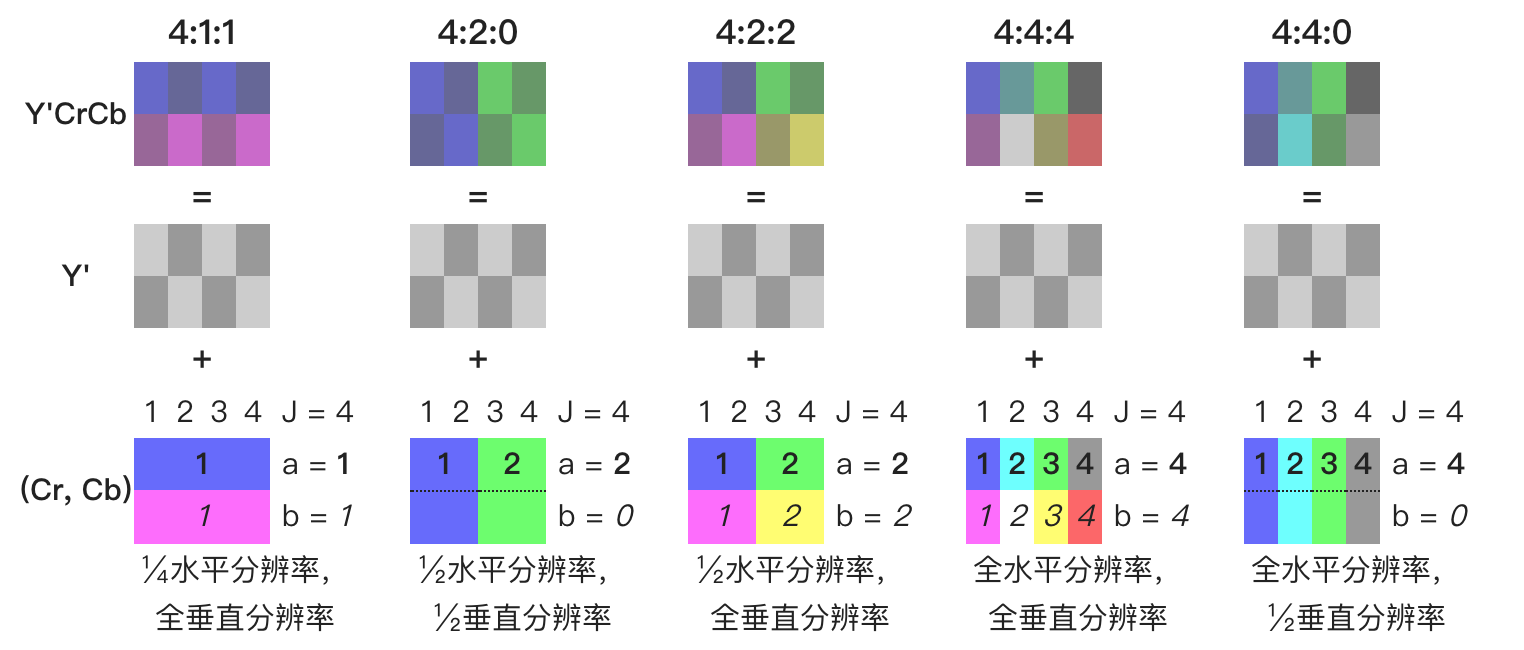 4:1:1 4:2:0 4:2:2 4:4:4 4:4:0
Y'CrCb
= = = = =
Y'
+ + + + +
1 2 3 4 J = 4 1 2 3 4 J = 4 1 2 3 4 J = 4 1 2 3 4 J = 4 1 2 3 4 J = 4
1 a = 1 1 2 a = 2 1 2 a = 2 1 2 3 4 a = 4 1 2 3 4 a = 4
(Cr, Cb)
1 b = 1 b = 0 1 2 b = 2 1 2 3 4 b = 4 b = 0
¼水平分辨率, ½水平分辨率, ½水平分辨率, 全水平分辨率, 全水平分辨率,
全垂直分辨率 ½垂直分辨率 全垂直分辨率 全垂直分辨率 ½垂直分辨率